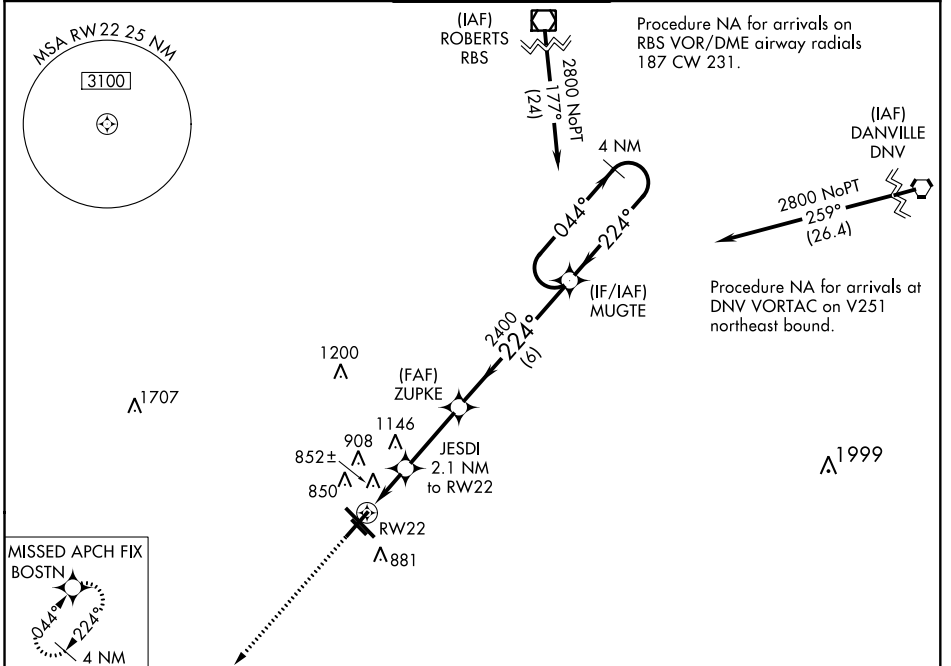 MSA RW22 25 NM
3100
(IAF)
ROBERTS
RBS
2800 NoPT
177°
(24)
Procedure NA for arrivals on
RBS VOR/DME airway radials
187 CW 231.
(IAF)
DANVILLE
DNV
2800 NoPT
259°
(26.4)
4 NM
044°
224°
(IF/IAF)
MUGTE
Procedure NA for arrivals at
DNV VORTAC on V251
northeast bound.
2400
224°
(6)
1200
(FAF)
ZUPKE
1707
1146
908
JESDI
2.1 NM
to RW22
852±
850
1999
RW22
881
MISSED APCH FIX
BOSTN
044°
224°
4 NM